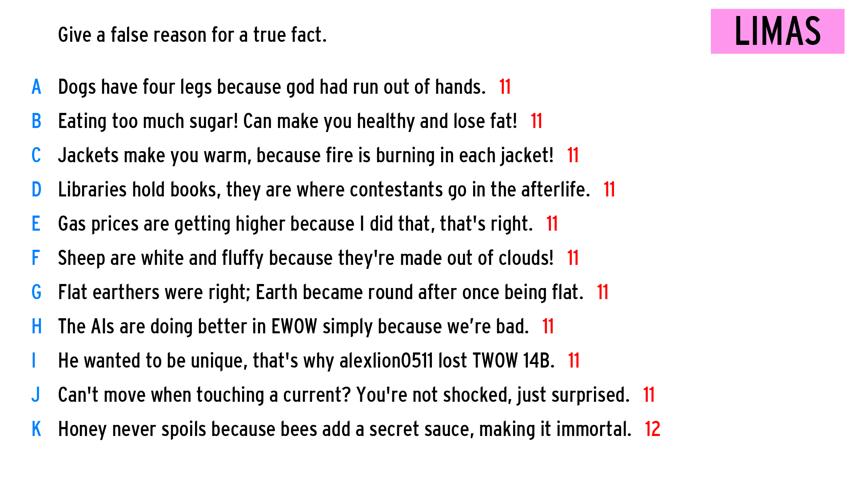 Give a false reason for a true fact.
LIMAS
A Dogs have four legs because god had run out of hands. 11
B Eating too much sugar! Can make you healthy and lose fat! 11
C Jackets make you warm, because fire is burning in each jacket! 11
D Libraries hold books, they are where contestants go in the afterlife. 11
E Gas prices are getting higher because I did that, that's right. 11
F Sheep are white and fluffy because they're made out of clouds! 11
G Flat earthers were right; Earth became round after once being flat. 11
H The AIs are doing better in EWOW simply because we’re bad. 11
I He wanted to be unique, that's why alexlion0511 lost TWOW 14B. 11
J Can't move when touching a current? You're not shocked, just surprised. 11
K Honey never spoils because bees add a secret sauce, making it immortal. 12